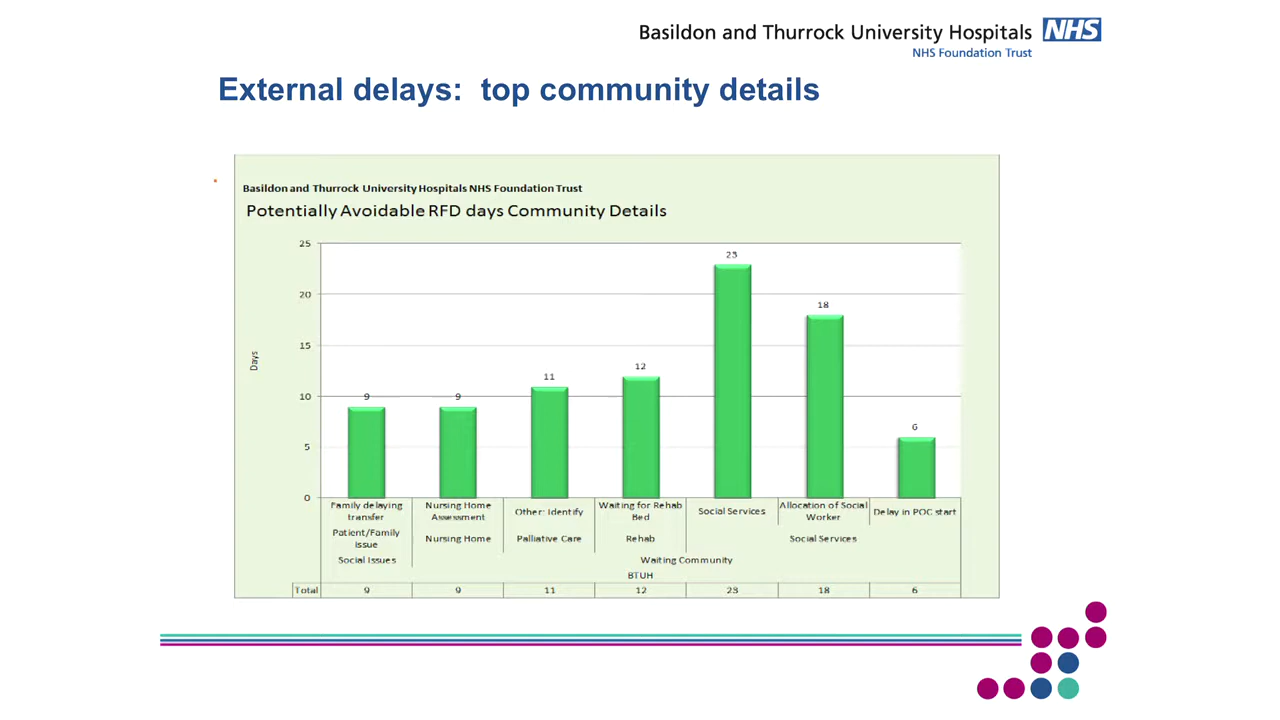 Basildon and Thurrock University Hospitals NHS
NHS Foundation Trust
External delays: top community details
Basildon and Thurrock University Hospitals NHS Foundation Trust
Potentially Avoidable RFD days Community Details
Days
25
20
15
10
5
0
9
9
11
12
23
18
6
Family delaying transfer
Nursing Home Assessment
Other: Identify
Waiting for Rehab Bed
Social Services
Allocation of Social Worker
Delay in POC start
Patient/Family issue
Nursing Home
Palliative Care
Rehab
Social Services
Social Issues
Waiting Community
BTUH
Total 9 9 11 12 23 18 6